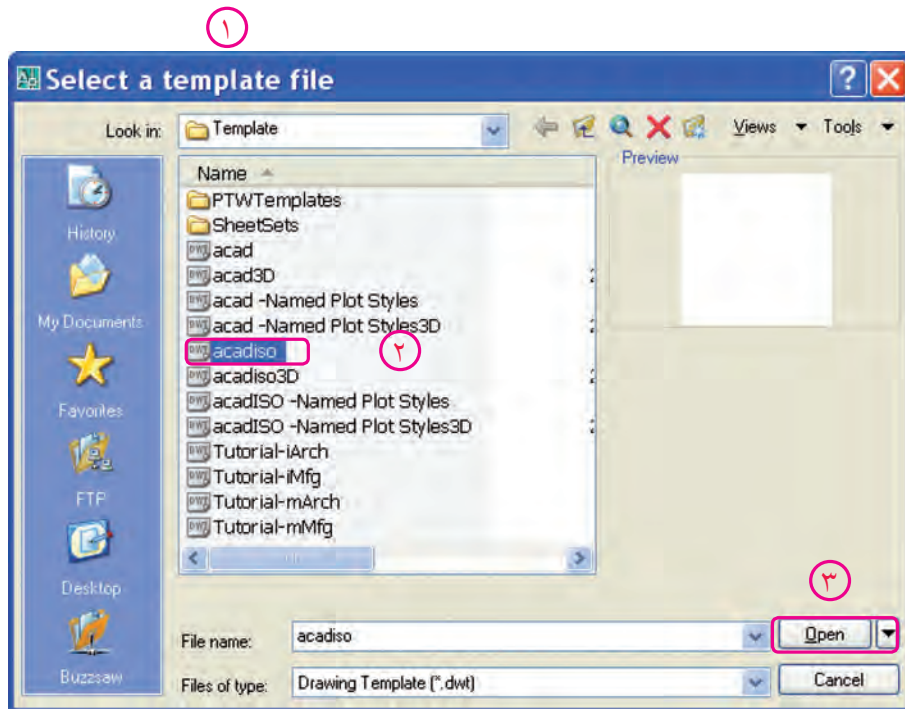 ۱
Select a template file
Look in: Template Views Tools
Preview
Name
PTWTemplates
SheetSets
acad
acad3D
acad -Named Plot Styles
acad -Named Plot Styles3D
acadiso ۲
acadiso3D
acadISO -Named Plot Styles
acadISO -Named Plot Styles3D
Tutorial-iArch
Tutorial-iMfg
Tutorial-mArch
Tutorial-mMfg
History
My Documents
Favorites
FTP
Desktop
Buzzsaw
۳
File name: acadiso Open
Files of type: Drawing Template (*.dwt) Cancel